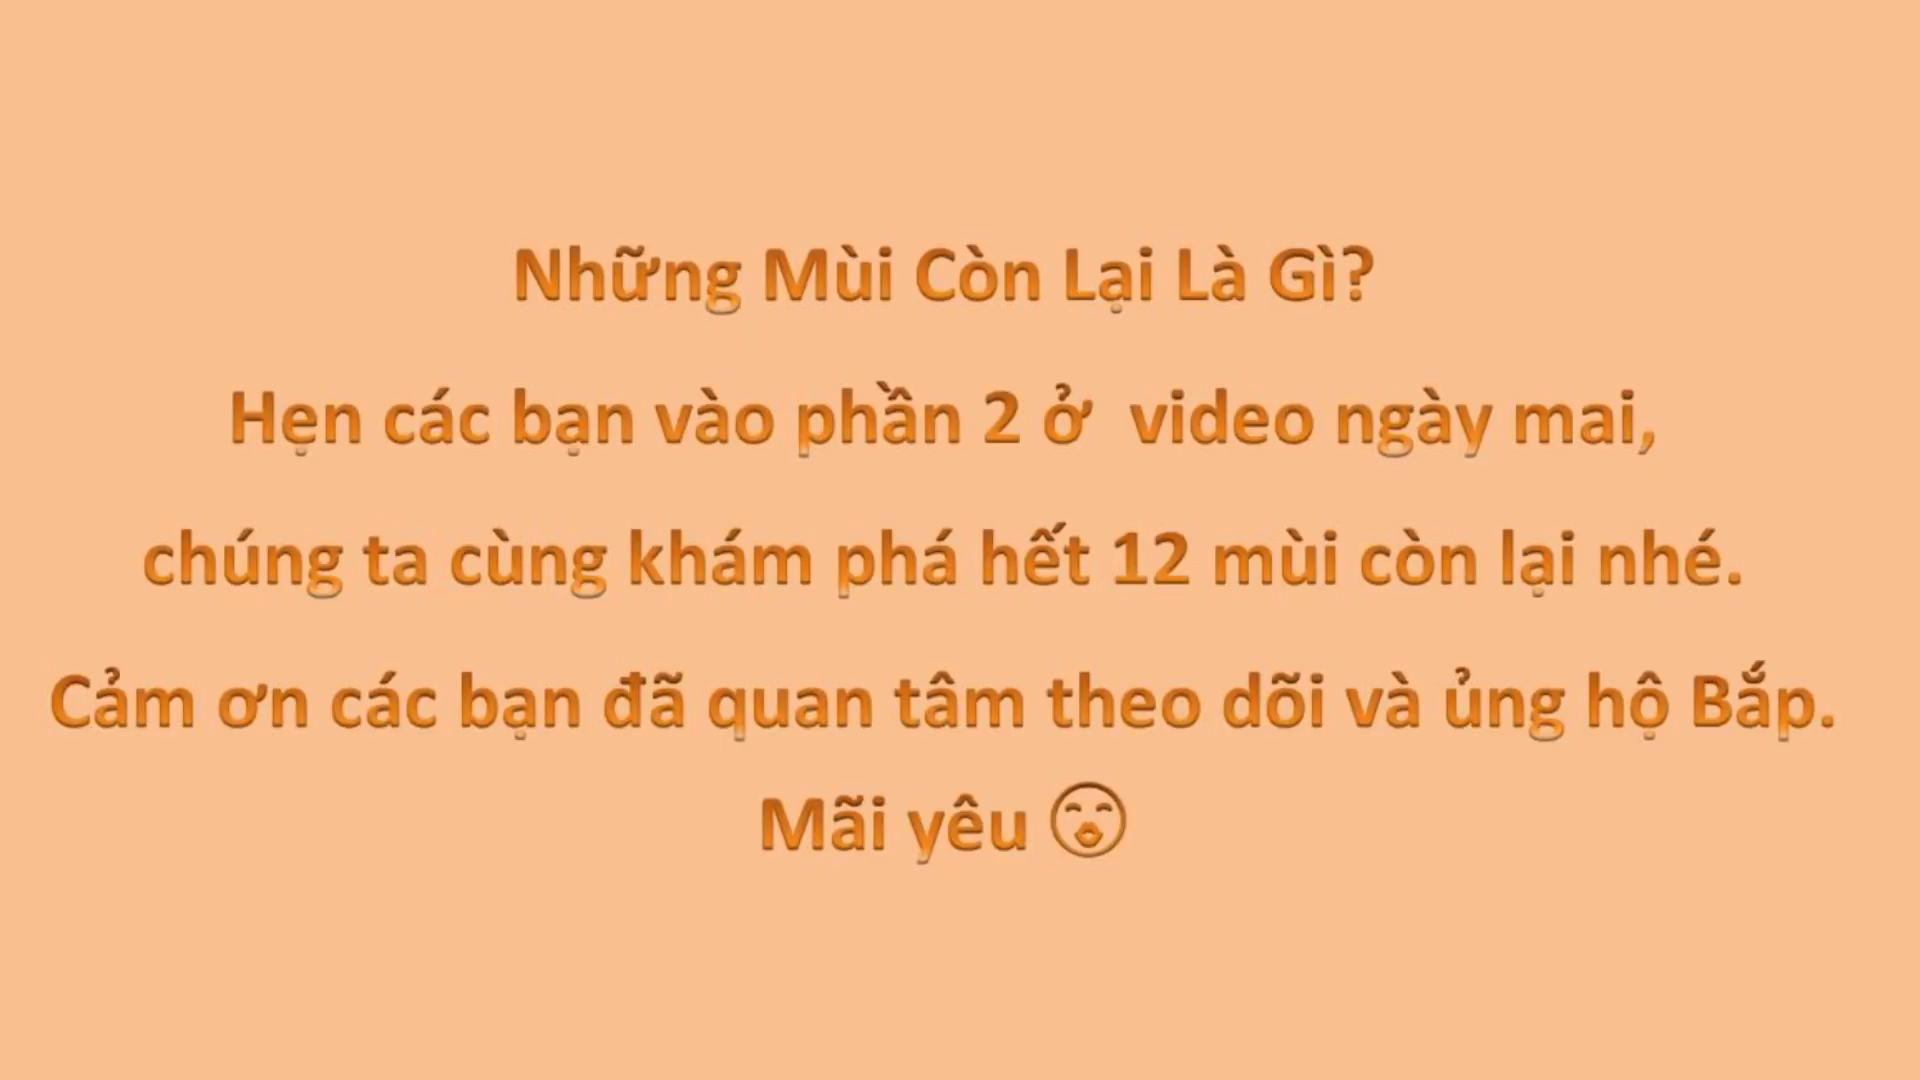 Những Mùi Còn Lại Là Gì?
Hẹn các bạn vào phần 2 ở  video ngày mai,
chúng ta cùng khám phá hết 12 mùi còn lại nhé.
Cảm ơn các bạn đã quan tâm theo dõi và ủng hộ Bắp.
Mãi yêu 😚